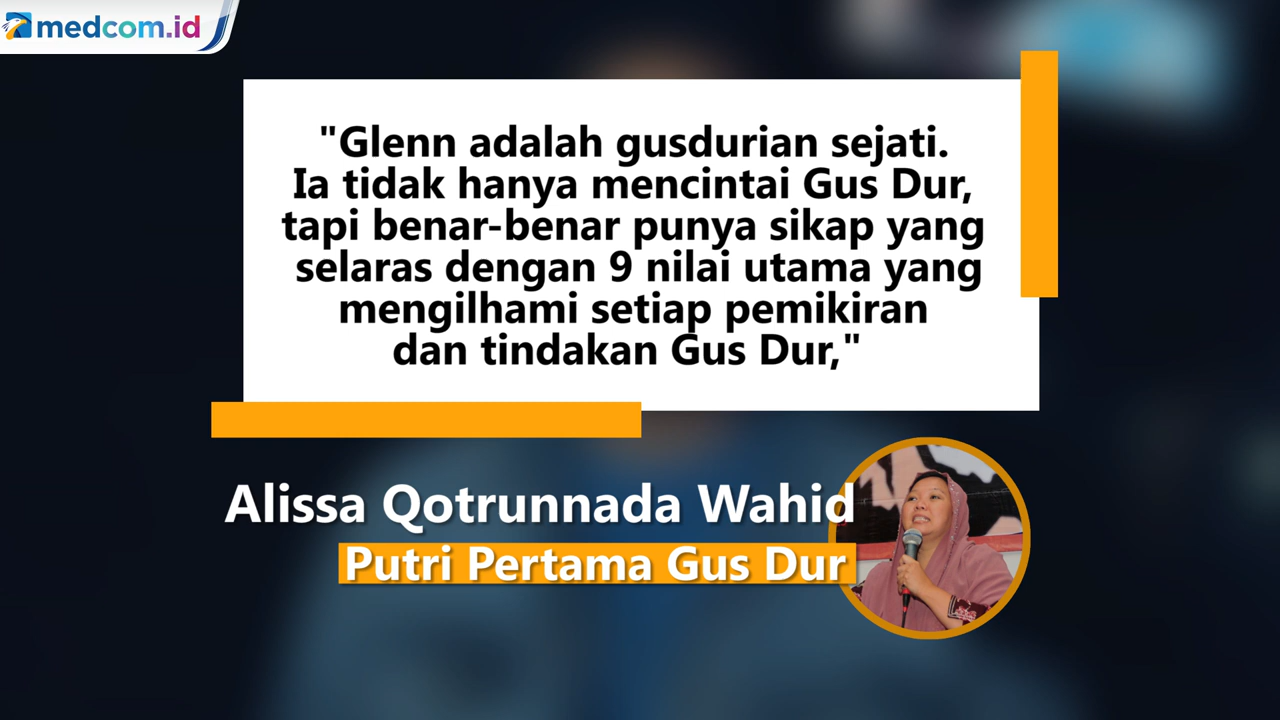 medcom.id
"Glenn adalah gusdurian sejati.
Ia tidak hanya mencintai Gus Dur,
tapi benar-benar punya sikap yang
selaras dengan 9 nilai utama yang
mengilhami setiap pemikiran
dan tindakan Gus Dur,"
Alissa Qotrunnada Wahid
Putri Pertama Gus Dur